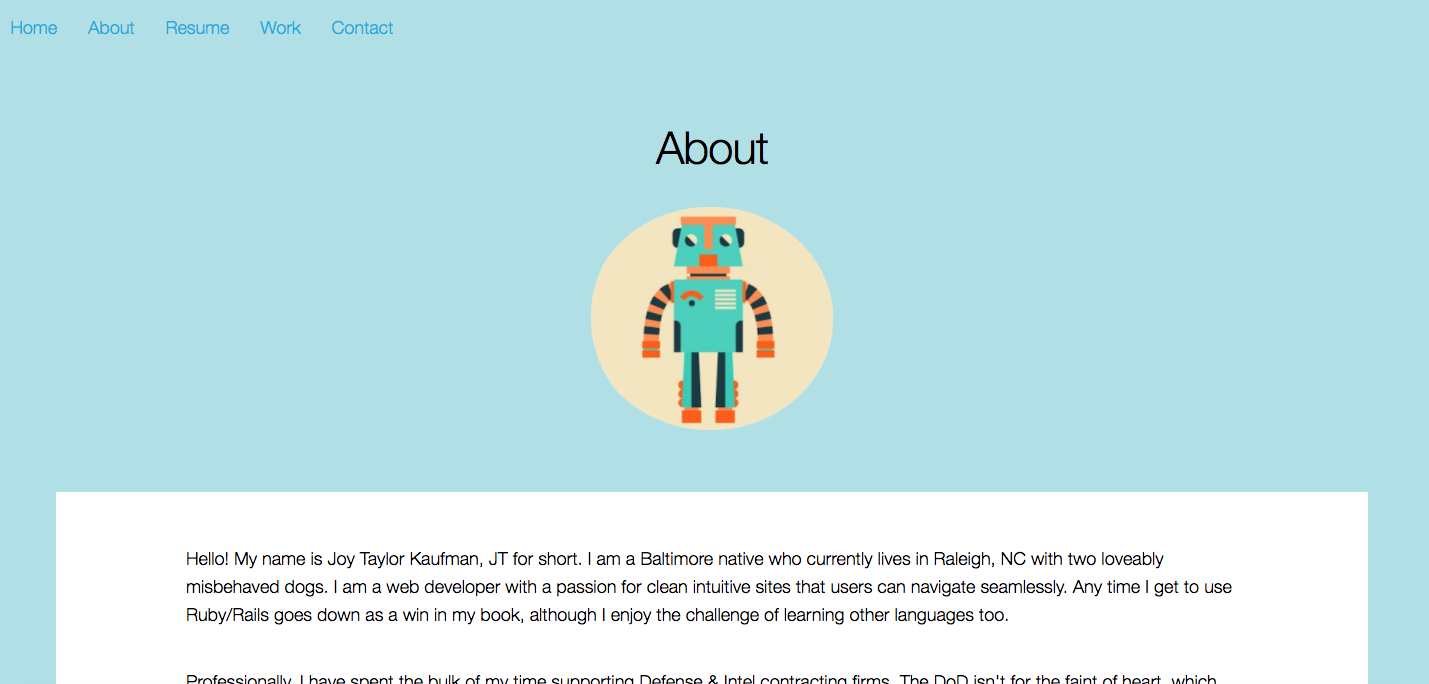 Home About Resume Work Contact
About
Hello! My name is Joy Taylor Kaufman, JT for short. I am a Baltimore native who currently lives in Raleigh, NC with two loveably
misbehaved dogs. I am a web developer with a passion for clean intuitive sites that users can navigate seamlessly. Any time I get to use
Ruby/Rails goes down as a win in my book, although I enjoy the challenge of learning other languages too.
Professionally, I have spent the bulk of my time supporting Defense & Intel contracting firms. The DoD isn't for the faint of heart, which